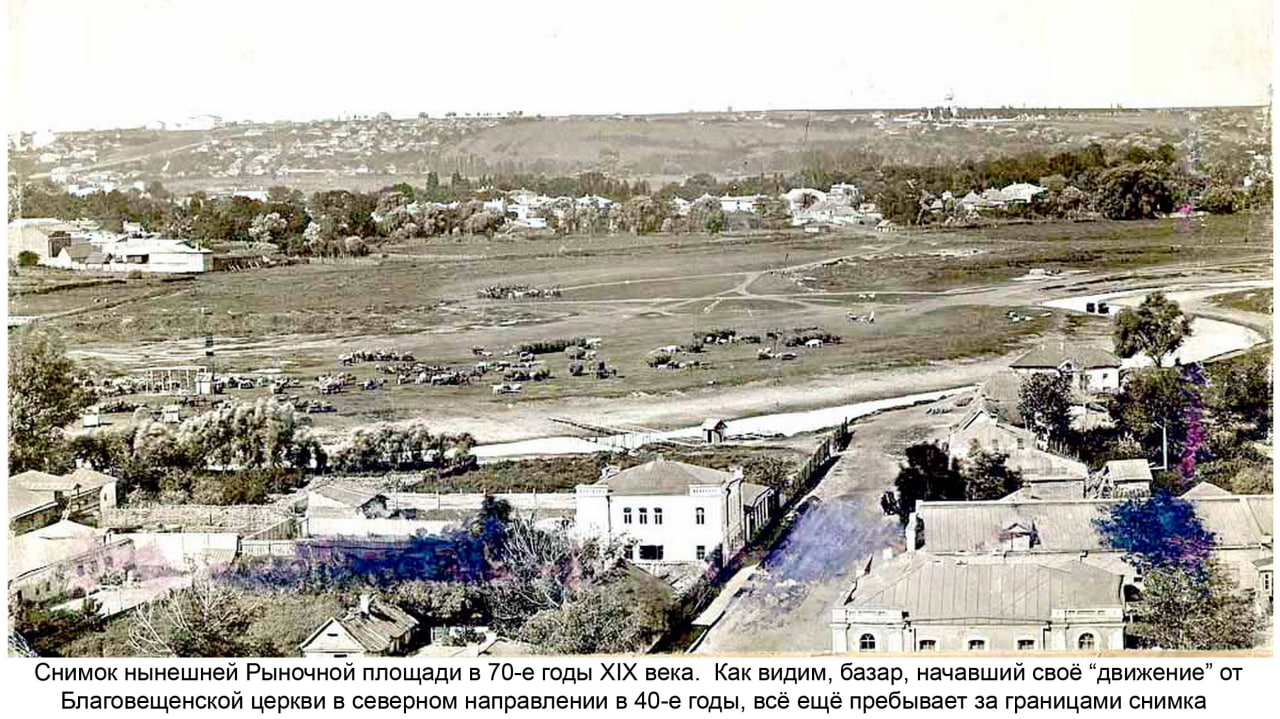 Снимок нынешней Рыночной площади в 70-е годы XIX века. Как видим, базар, начавший своё “движение” от
Благовещенской церкви в северном направлении в 40-е годы, всё ещё пребывает за границами снимка